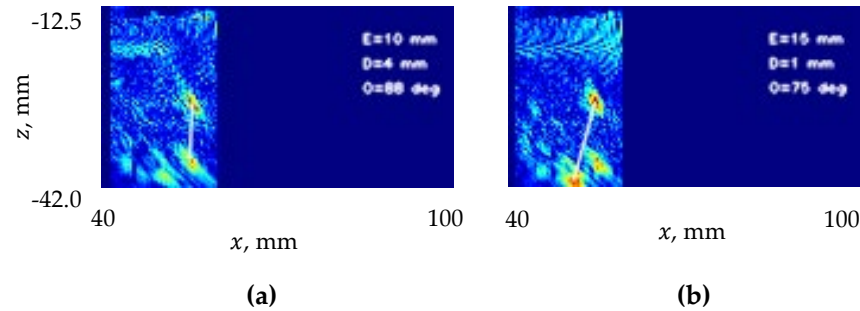 -12.5
E=10 mm
D=4 mm
O=88 deg
E=15 mm
D=1 mm
O=75 deg
z, mm
-42.0
40
100
40
100
x, mm
x, mm
(a)
(b)